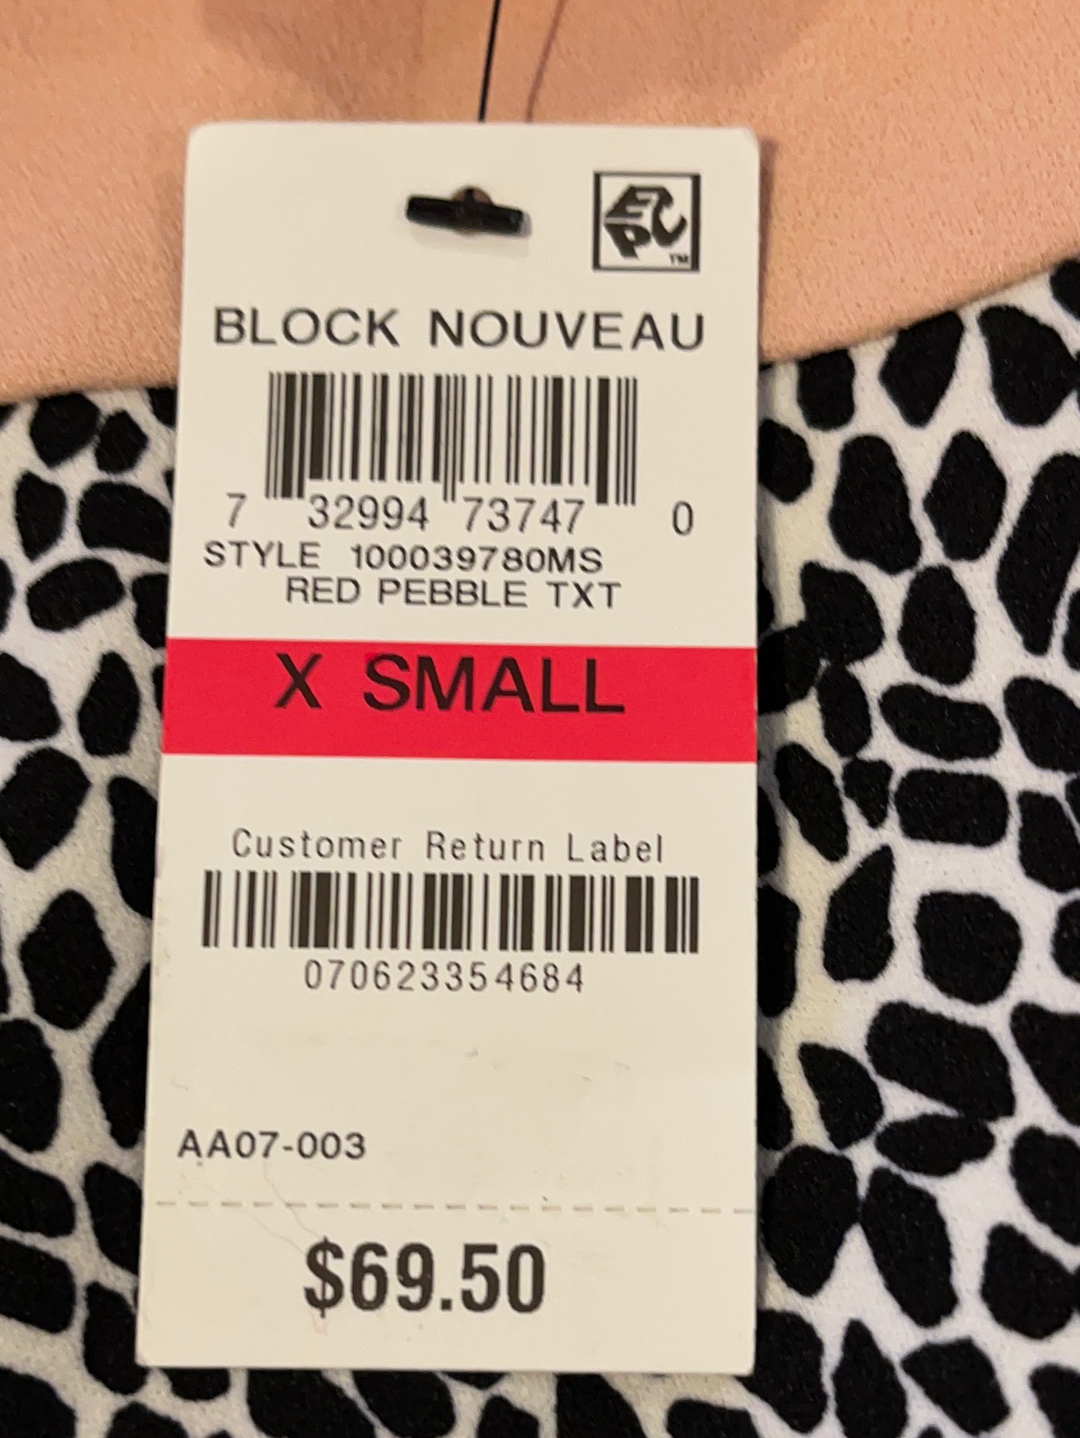 EPC™
BLOCK NOUVEAU
7 32994 73747 0
STYLE 100039780MS
RED PEBBLE TXT
X SMALL
Customer Return Label
070623354684
AA07-003
$69.50